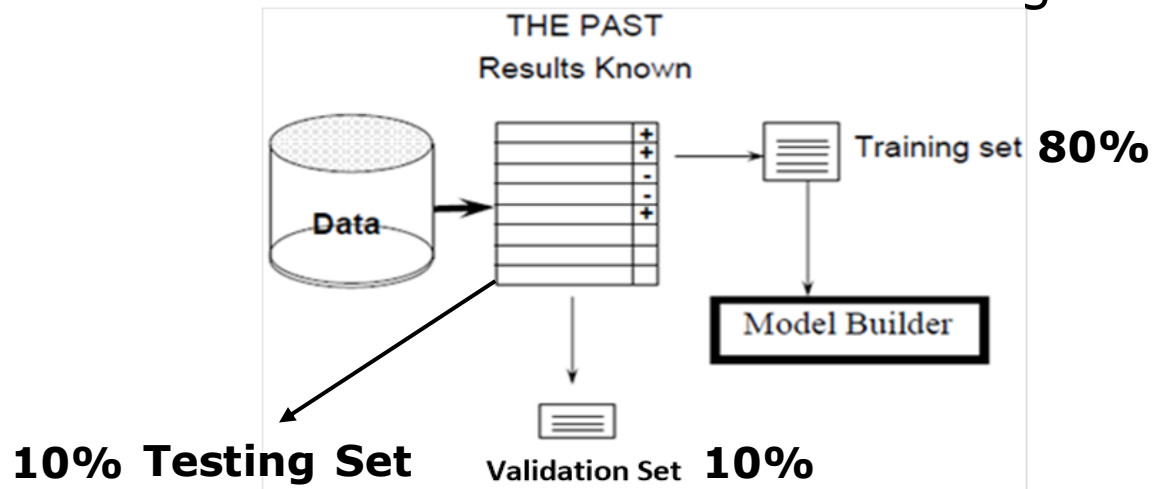 THE PAST
Results Known
+
+
-
-
+
Training set 80%
Data
Model Builder
10% Testing Set
Validation Set 10%